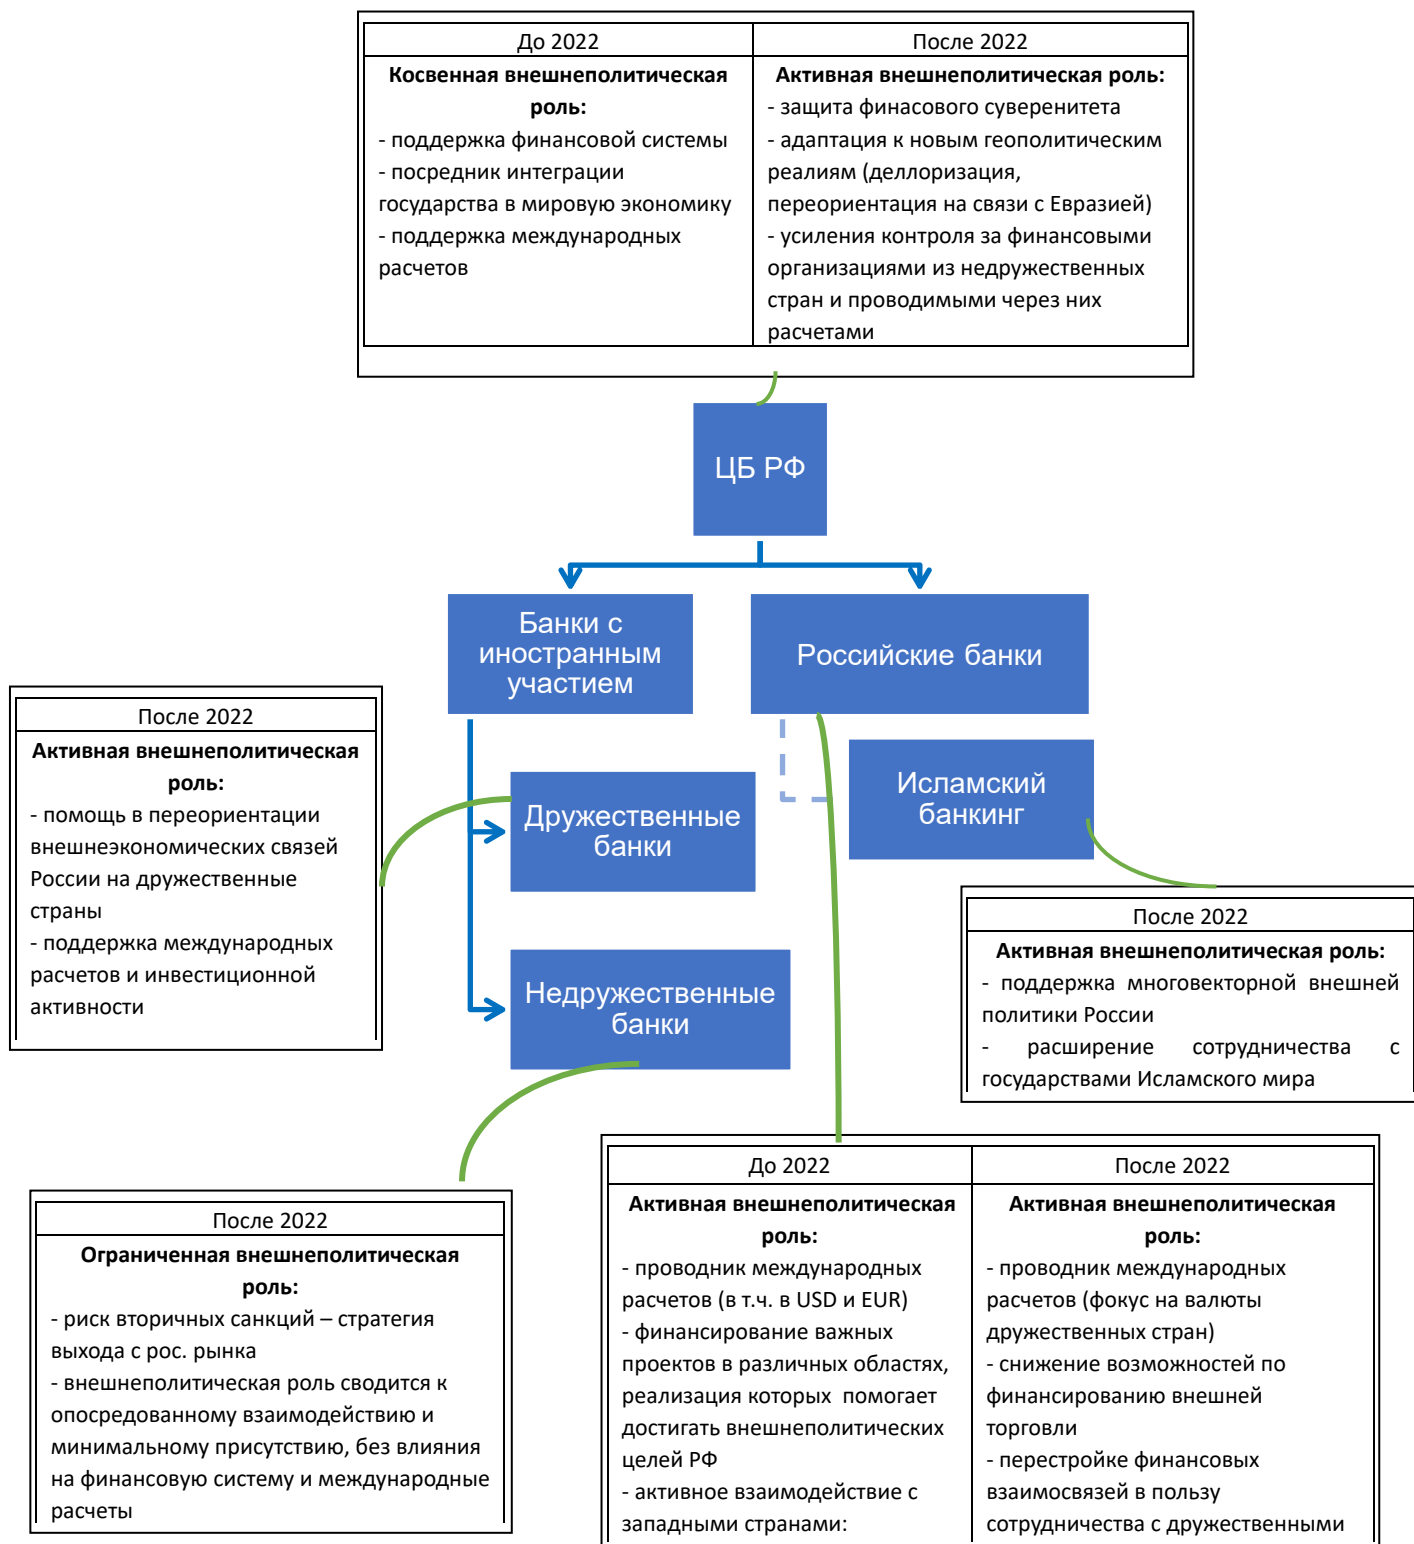 До 2022
После 2022
Косвенная внешнеполитическая
роль:
- поддержка финансовой системы
- посредник интеграции
государства в мировую экономику
- поддержка международных
расчетов
Активная внешнеполитическая роль:
- защита финасового суверенитета
- адаптация к новым геополитическим
реалиям (деллоризация,
переориентация на связи с Евразией)
- усиления контроля за финансовыми
организациями из недружественных
стран и проводимыми через них
расчетами
ЦБ РФ
Банки с
иностранным
участием
Российские банки
После 2022
Активная внешнеполитическая
роль:
- помощь в переориентации
внешнеэкономических связей
России на дружественные
страны
- поддержка международных
расчетов и инвестиционной
активности
Дружественные
банки
Исламский
банкинг
Недружественные
банки
После 2022
Активная внешнеполитическая роль:
- поддержка многовекторной внешней
политики России
- расширение сотрудничества с
государствами Исламского мира
После 2022
Ограниченная внешнеполитическая
роль:
- риск вторичных санкций – стратегия
выхода с рос. рынка
- внешнеполитическая роль сводится к
опосредованному взаимодействию и
минимальному присутствию, без влияния
на финансовую систему и международные
расчеты
До 2022
После 2022
Активная внешнеполитическая
роль:
- проводник международных
расчетов (в т.ч. в USD и EUR)
- финансирование важных
проектов в различных областях,
реализация которых помогает
достигать внешнеполитических
целей РФ
- активное взаимодействие с
западными странами:
Активная внешнеполитическая
роль:
- проводник международных
расчетов (фокус на валюты
дружественных стран)
- снижение возможностей по
финансированию внешней
торговли
- перестройке финансовых
взаимосвязей в пользу
сотрудничества с дружественными